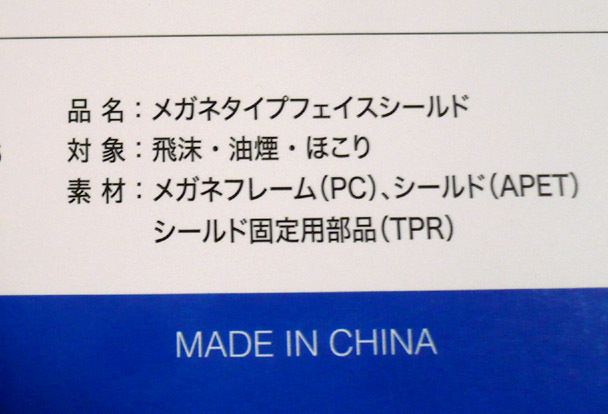 品 名：メガネタイプフェイスシールド
対 象：飛沫・油煙・ほこり
素 材：メガネフレーム(PC)、シールド(APET)
シールド固定用部品(TPR)
MADE IN CHINA